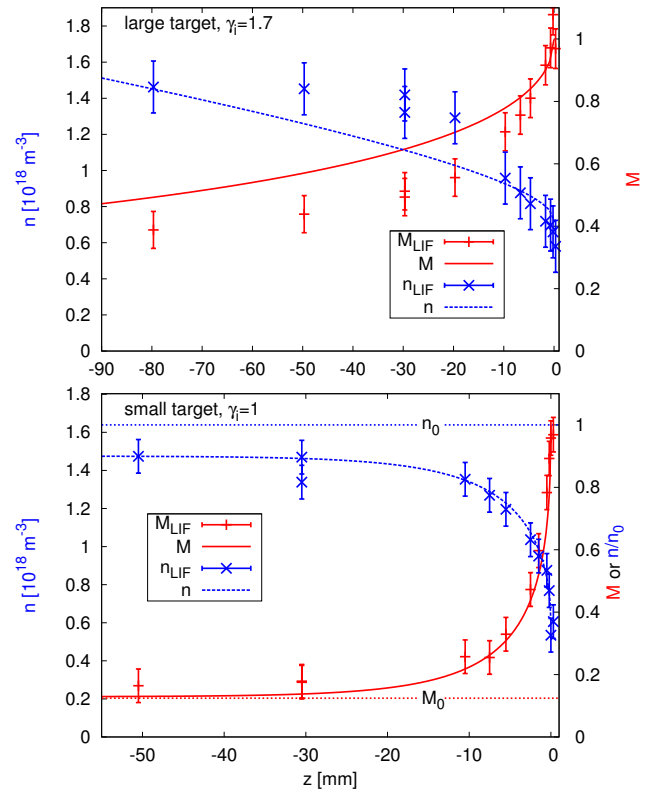 large target, γi=1.7
1.8
1.6
1.4
1.2
1
0.8
0.6
0.4
0.2
0
n [10^18 m^-3]
1
0.8
0.6
0.4
0.2
0
M
M_LIF
M
n_LIF
n
-90 -80 -70 -60 -50 -40 -30 -20 -10 0
small target, γi=1
n0
1.8
1.6
1.4
1.2
1
0.8
0.6
0.4
0.2
0
n [10^18 m^-3]
1
0.8
0.6
0.4
0.2
0
M or n/n0
M_LIF
M
n_LIF
n
M0
-50 -40 -30 -20 -10 0
z [mm]